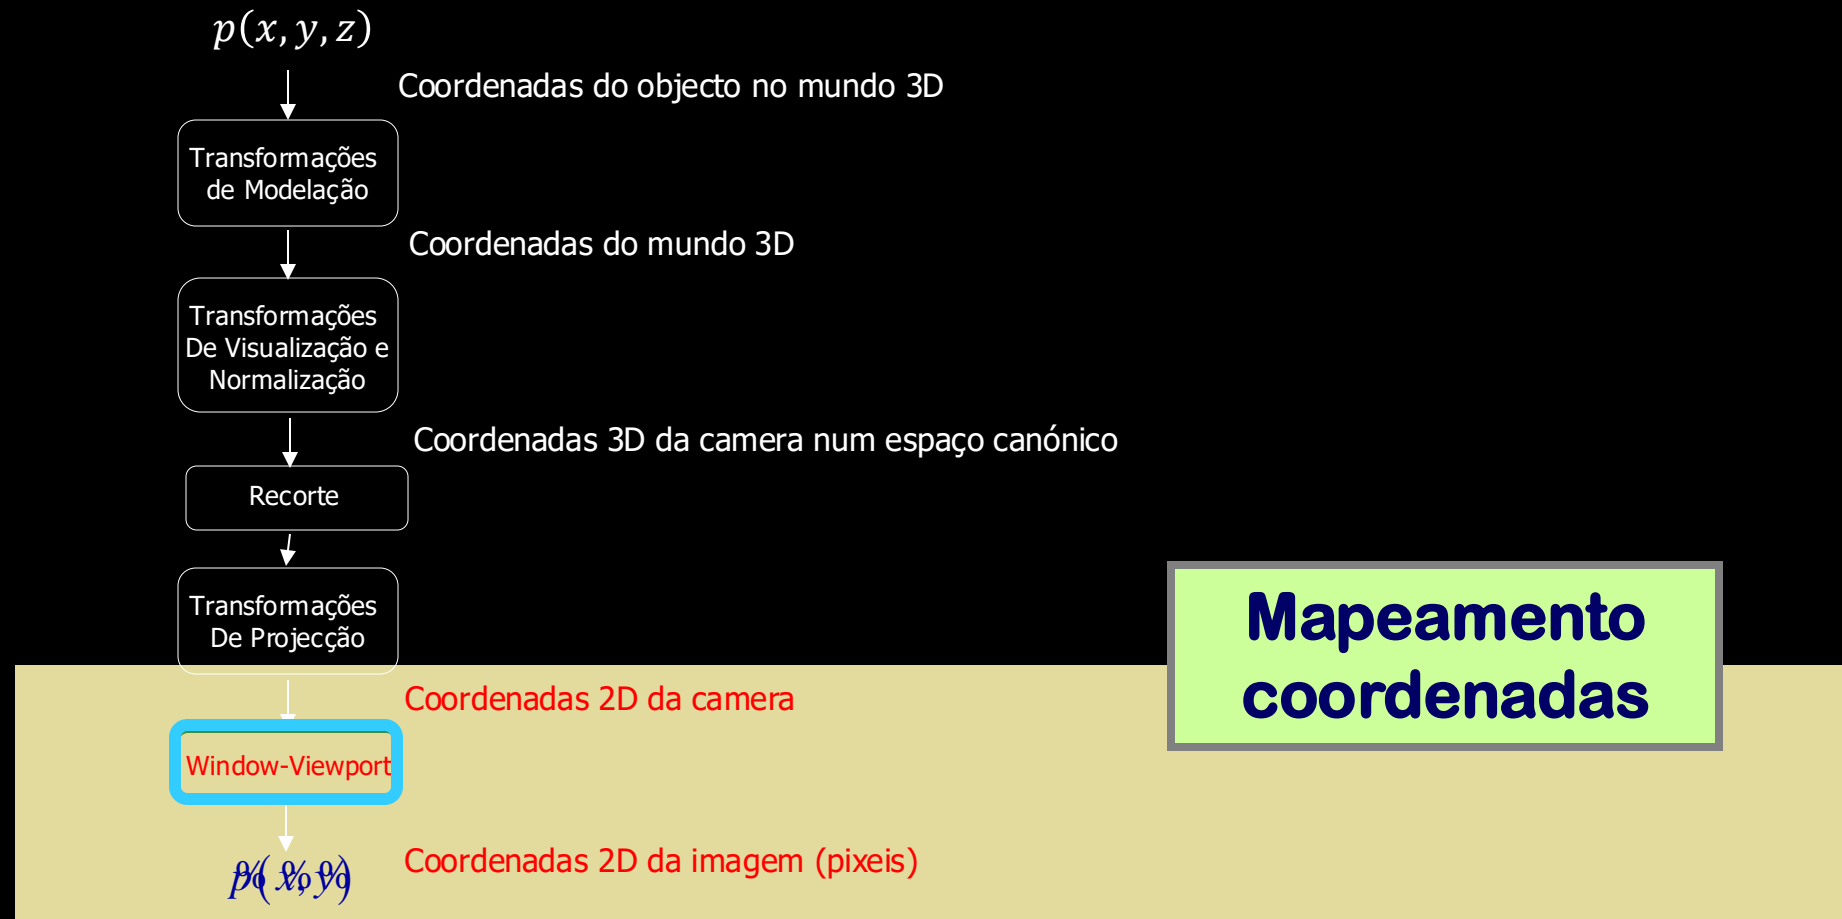 p(x, y, z)
Coordenadas do objecto no mundo 3D
Transformações
de Modelação
Coordenadas do mundo 3D
Transformações
De Visualização e
Normalização
Coordenadas 3D da camera num espaço canónico
Recorte
Transformações
De Projecção
Mapeamento
coordenadas
Coordenadas 2D da camera
Window-Viewport
Coordenadas 2D da imagem (pixeis)